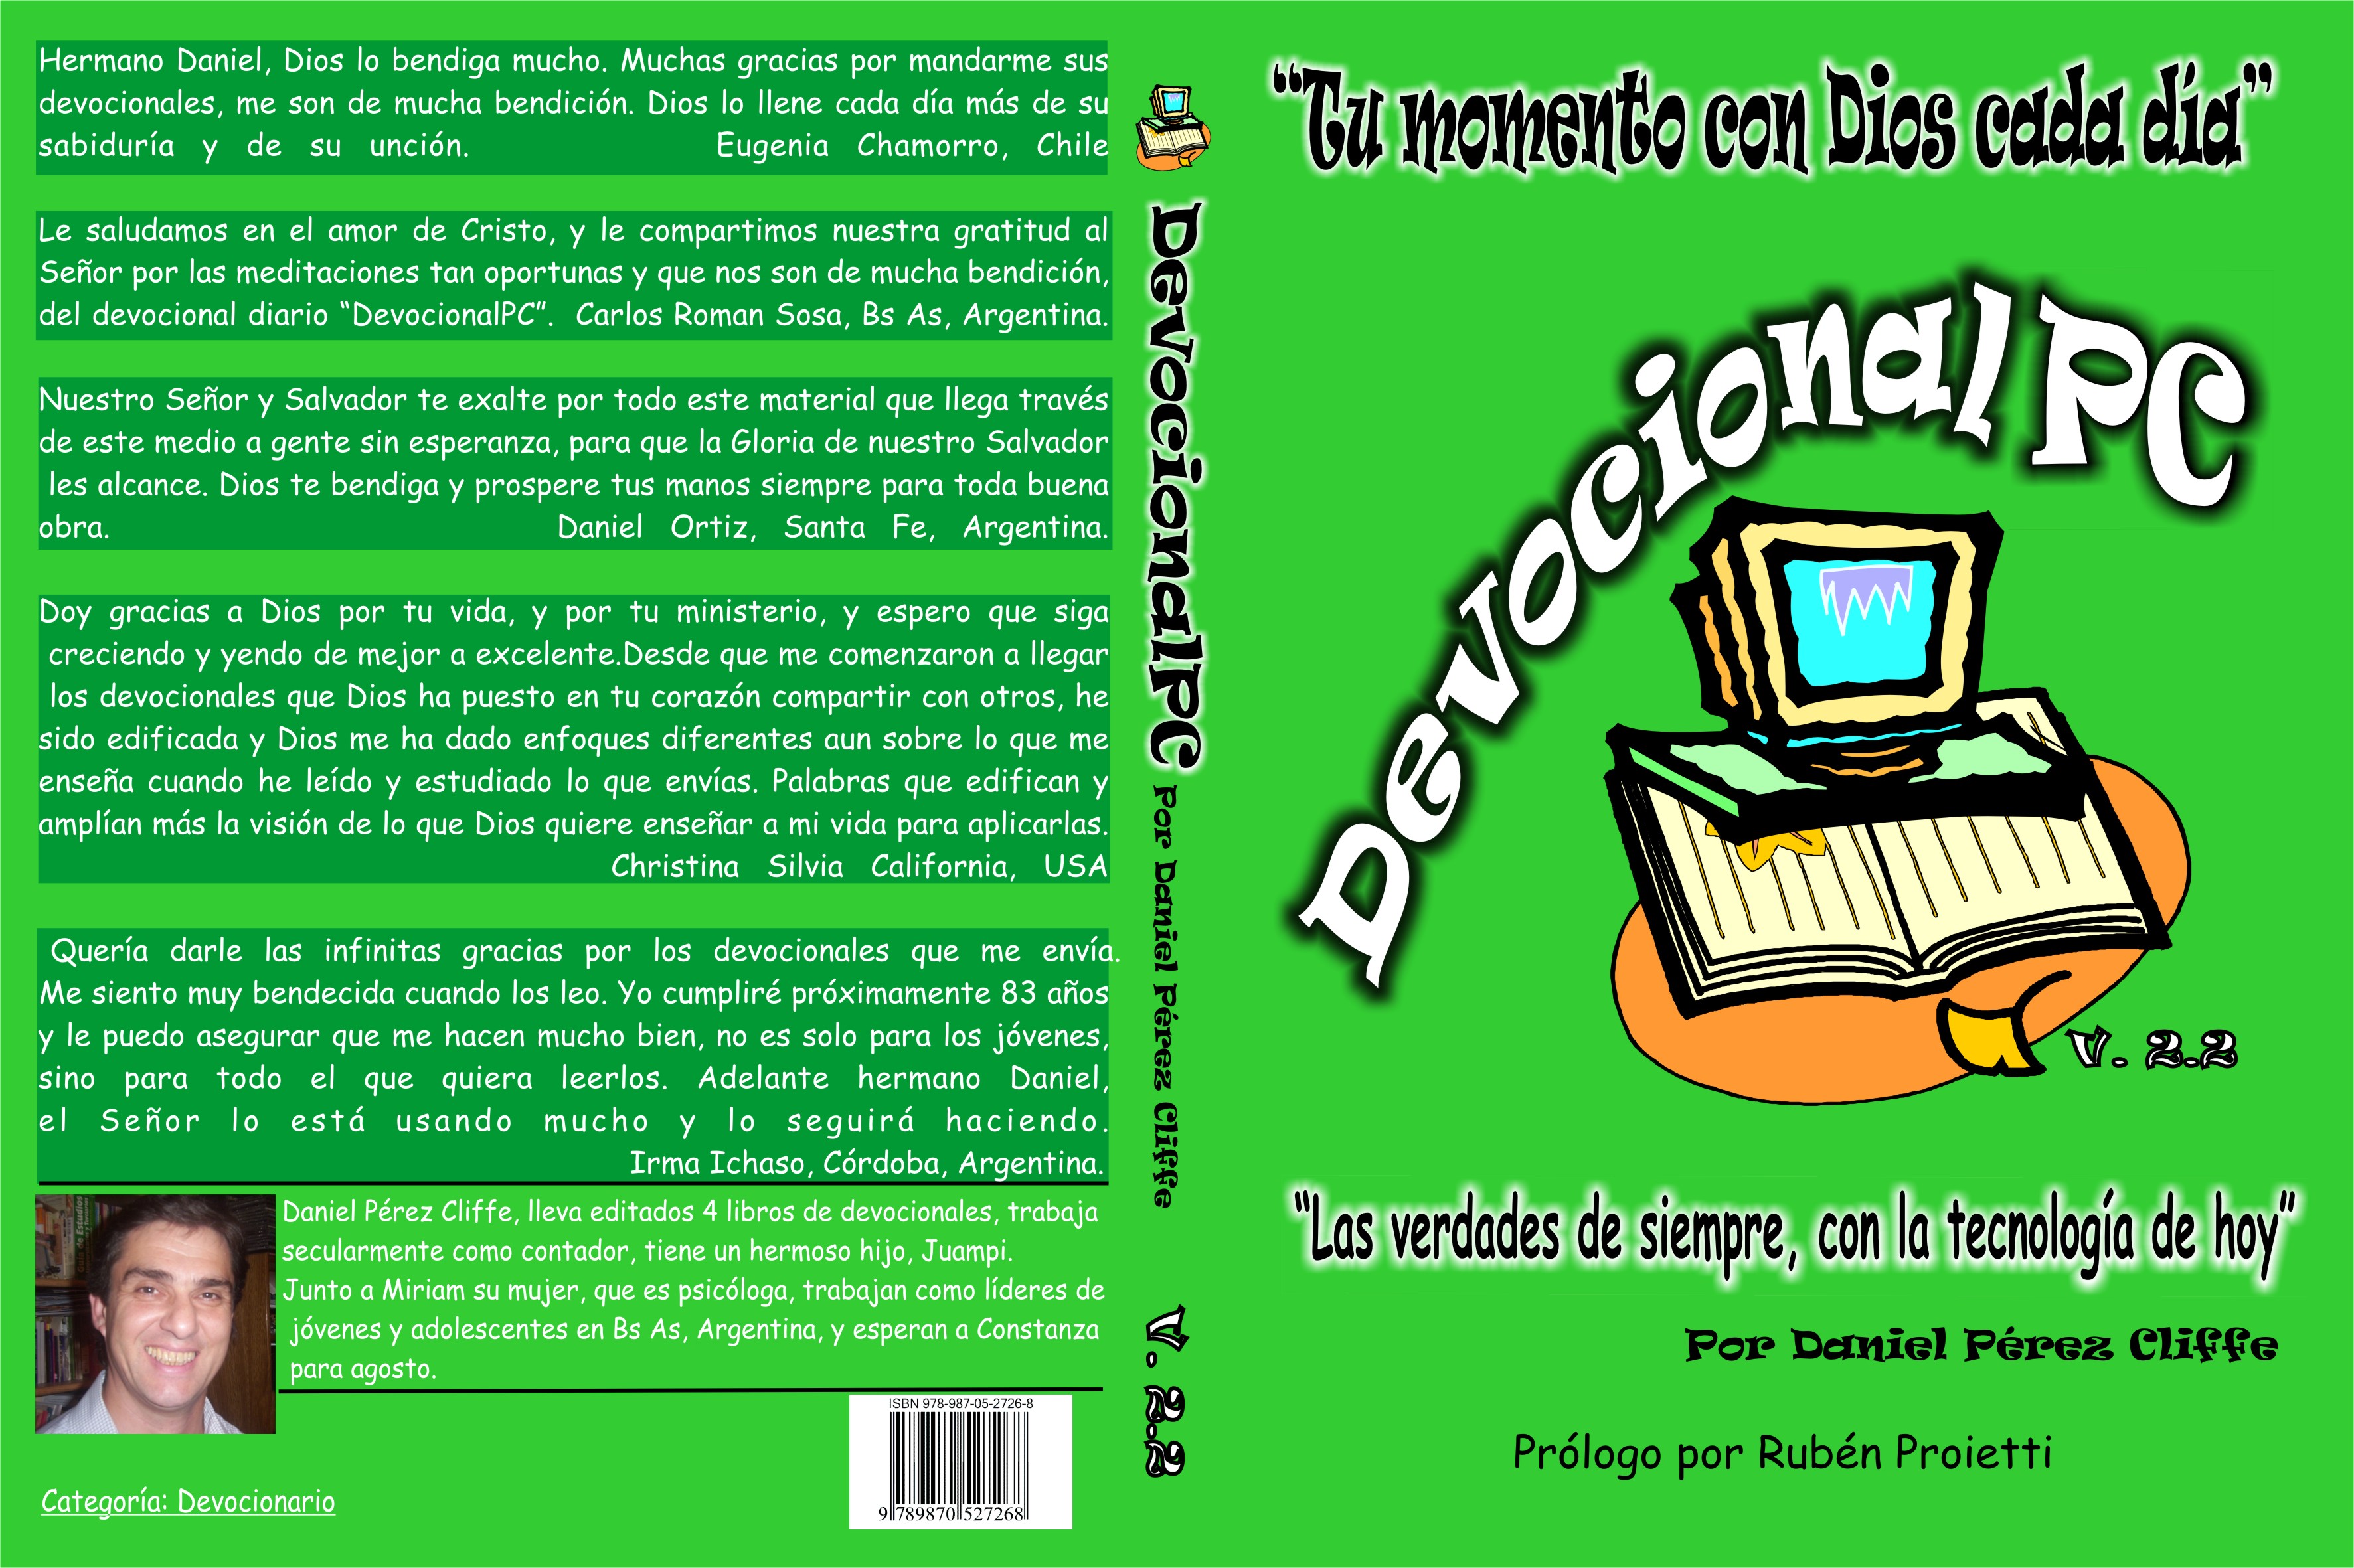 Hermano Daniel, Dios lo bendiga mucho. Muchas gracias por mandarme sus
devocionales, me son de mucha bendición. Dios lo llene cada día más de su
sabiduría y de su unción. Eugenia Chamorro, Chile
Le saludamos en el amor de Cristo, y le compartimos nuestra gratitud al
Señor por las meditaciones tan oportunas y que nos son de mucha bendición,
del devocional diario “DevocionalPC”. Carlos Roman Sosa, Bs As, Argentina.
Nuestro Señor y Salvador te exalte por todo este material que llega través
de este medio a gente sin esperanza, para que la Gloria de nuestro Salvador
les alcance. Dios te bendiga y prospere tus manos siempre para toda buena
obra. Daniel Ortiz, Santa Fe, Argentina.
Doy gracias a Dios por tu vida, y por tu ministerio, y espero que siga
creciendo y yendo de mejor a excelente.Desde que me comenzaron a llegar
los devocionales que Dios ha puesto en tu corazón compartir con otros, he
sido edificada y Dios me ha dado enfoques diferentes aun sobre lo que me
enseña cuando he leído y estudiado lo que envías. Palabras que edifican y
amplían más la visión de lo que Dios quiere enseñar a mi vida para aplicarlas.
Christina Silvia California, USA
Quería darle las infinitas gracias por los devocionales que me envía.
Me siento muy bendecida cuando los leo. Yo cumpliré próximamente 83 años
y le puedo asegurar que me hacen mucho bien, no es solo para los jóvenes,
sino para todo el que quiera leerlos. Adelante hermano Daniel,
el Señor lo está usando mucho y lo seguirá haciendo.
Irma Ichaso, Córdoba, Argentina.
Daniel Pérez Cliffe, lleva editados 4 libros de devocionales, trabaja
secularmente como contador, tiene un hermoso hijo, Juampi.
Junto a Miriam su mujer, que es psicóloga, trabajan como líderes de
jóvenes y adolescentes en Bs As, Argentina, y esperan a Constanza
para agosto.
ISBN 978-987-05-2726-8
9 789870 527268
Categoría: Devocionario
DevocionalPC Por Daniel Pérez Cliffe V. 2.2
“Tu momento con Dios cada día”
Devocional PC
V. 2.2
“Las verdades de siempre, con la tecnología de hoy“
Por Daniel Pérez Cliffe
Prólogo por Rubén Proietti